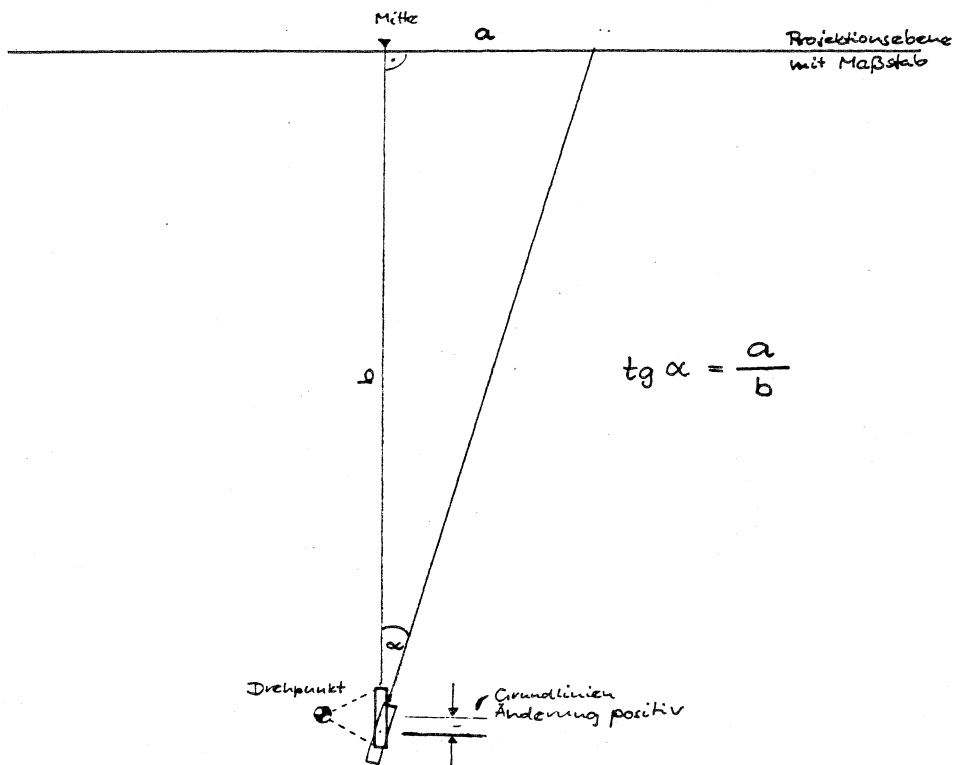 Mitte
a
Projektionsebene
mit Maßstab
b
tg α = a/b
α
Drehpunkt
Grundlinien
Änderung positiv